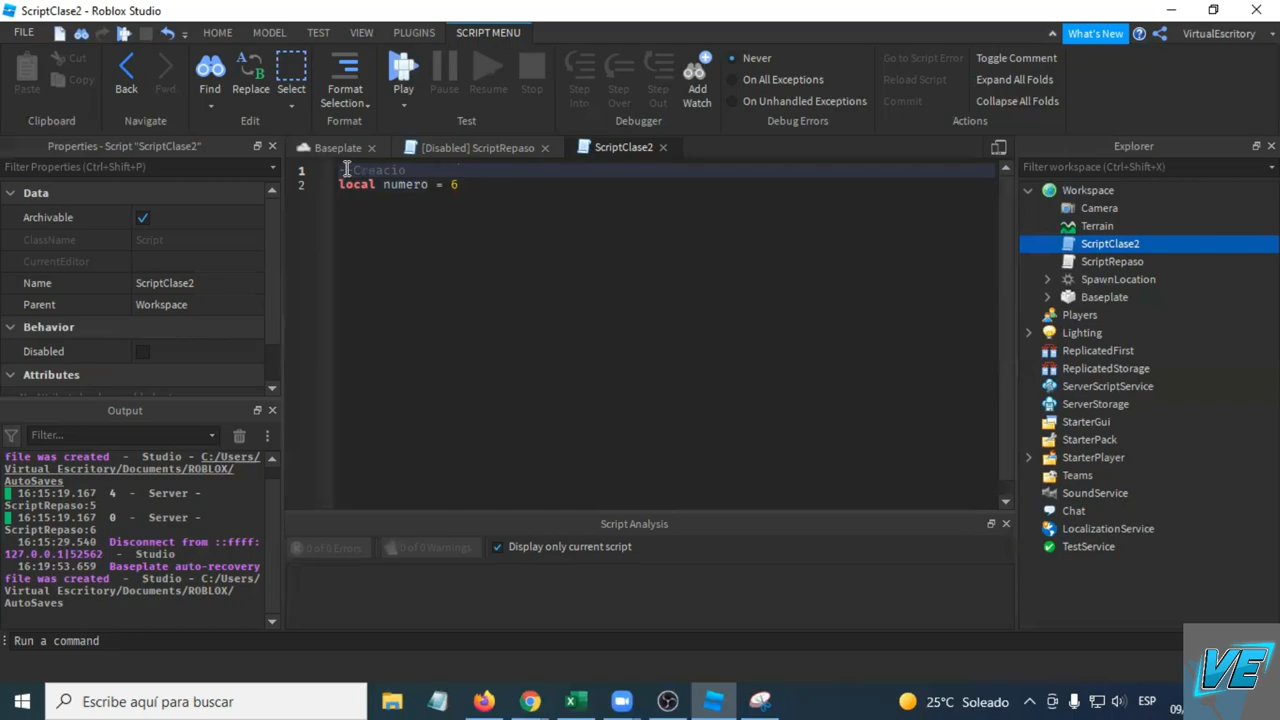 ScriptClase2 - Roblox Studio
FILE
HOME
MODEL
TEST
VIEW
PLUGINS
SCRIPT MENU
What's New
VirtualEscritory
Paste
Cut
Copy
Clipboard
Back
Fwd.
Navigate
Find
Replace
Select
Edit
Format
Selection
Format
Play
Pause
Resume
Stop
Test
Step
Into
Step
Over
Step
Out
Add
Watch
Debugger
Never
On All Exceptions
On Unhandled Exceptions
Debug Errors
Go to Script Error
Reload Script
Commit
Toggle Comment
Expand All Folds
Collapse All Folds
Actions
Properties - Script "ScriptClase2"
Filter Properties (Ctrl+Shift+P)
Data
Archivable
ClassName Script
CurrentEditor
Name ScriptClase2
Parent Workspace
Behavior
Disabled
Attributes
Output
Filter...
file was created - Studio - C:/Users/
Virtual Escritory/Documents/ROBLOX/
AutoSaves
16:15:19.167 4 - Server -
ScriptRepaso:5
16:15:19.167 0 - Server -
ScriptRepaso:6
16:15:29.540 Disconnect from ::ffff:
127.0.0.1|52562 - Studio
16:19:53.659 Baseplate auto-recovery
file was created - Studio - C:/Users/
Virtual Escritory/Documents/ROBLOX/
AutoSaves
Baseplate
[Disabled] ScriptRepaso
ScriptClase2
1 Creacio
2 local numero = 6
Script Analysis
0 of 0 Errors
0 of 0 Warnings
Display only current script
Explorer
Filter workspace (Ctrl+Shift+X)
Workspace
Camera
Terrain
ScriptClase2
ScriptRepaso
SpawnLocation
Baseplate
Players
Lighting
ReplicatedFirst
ReplicatedStorage
ServerScriptService
ServerStorage
StarterGui
StarterPack
StarterPlayer
Teams
SoundService
Chat
LocalizationService
TestService
Run a command
VE
Escribe aquí para buscar
25°C Soleado
ESP
09/